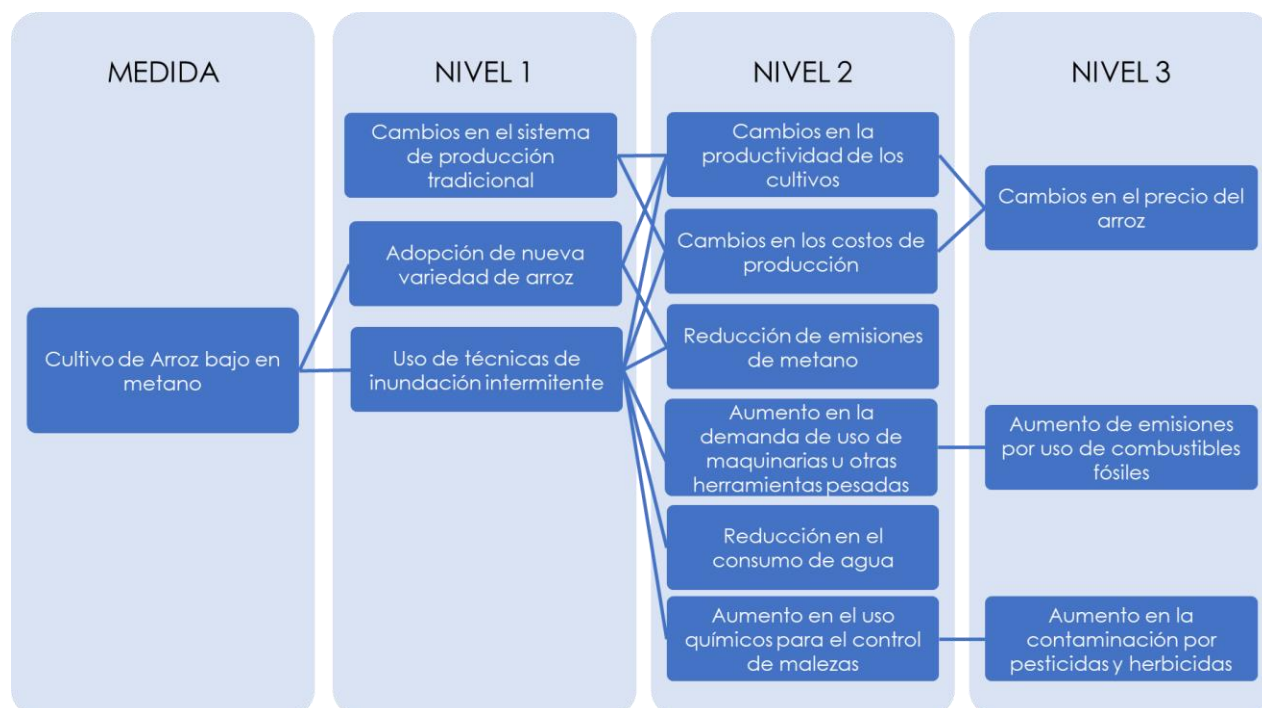 MEDIDA
Cultivo de Arroz bajo en
metano
NIVEL 1
Cambios en el sistema
de producción
tradicional
Adopción de nueva
variedad de arroz
Uso de técnicas de
inundación intermitente
NIVEL 2
Cambios en la
productividad de los
cultivos
Cambios en los costos de
producción
Reducción de emisiones
de metano
Aumento en la
demanda de uso de
maquinarias u otras
herramientas pesadas
Reducción en el
consumo de agua
Aumento en el uso
químicos para el control
de malezas
NIVEL 3
Cambios en el precio del
arroz
Aumento de emisiones
por uso de combustibles
fósiles
Aumento en la
contaminación por
pesticidas y herbicidas